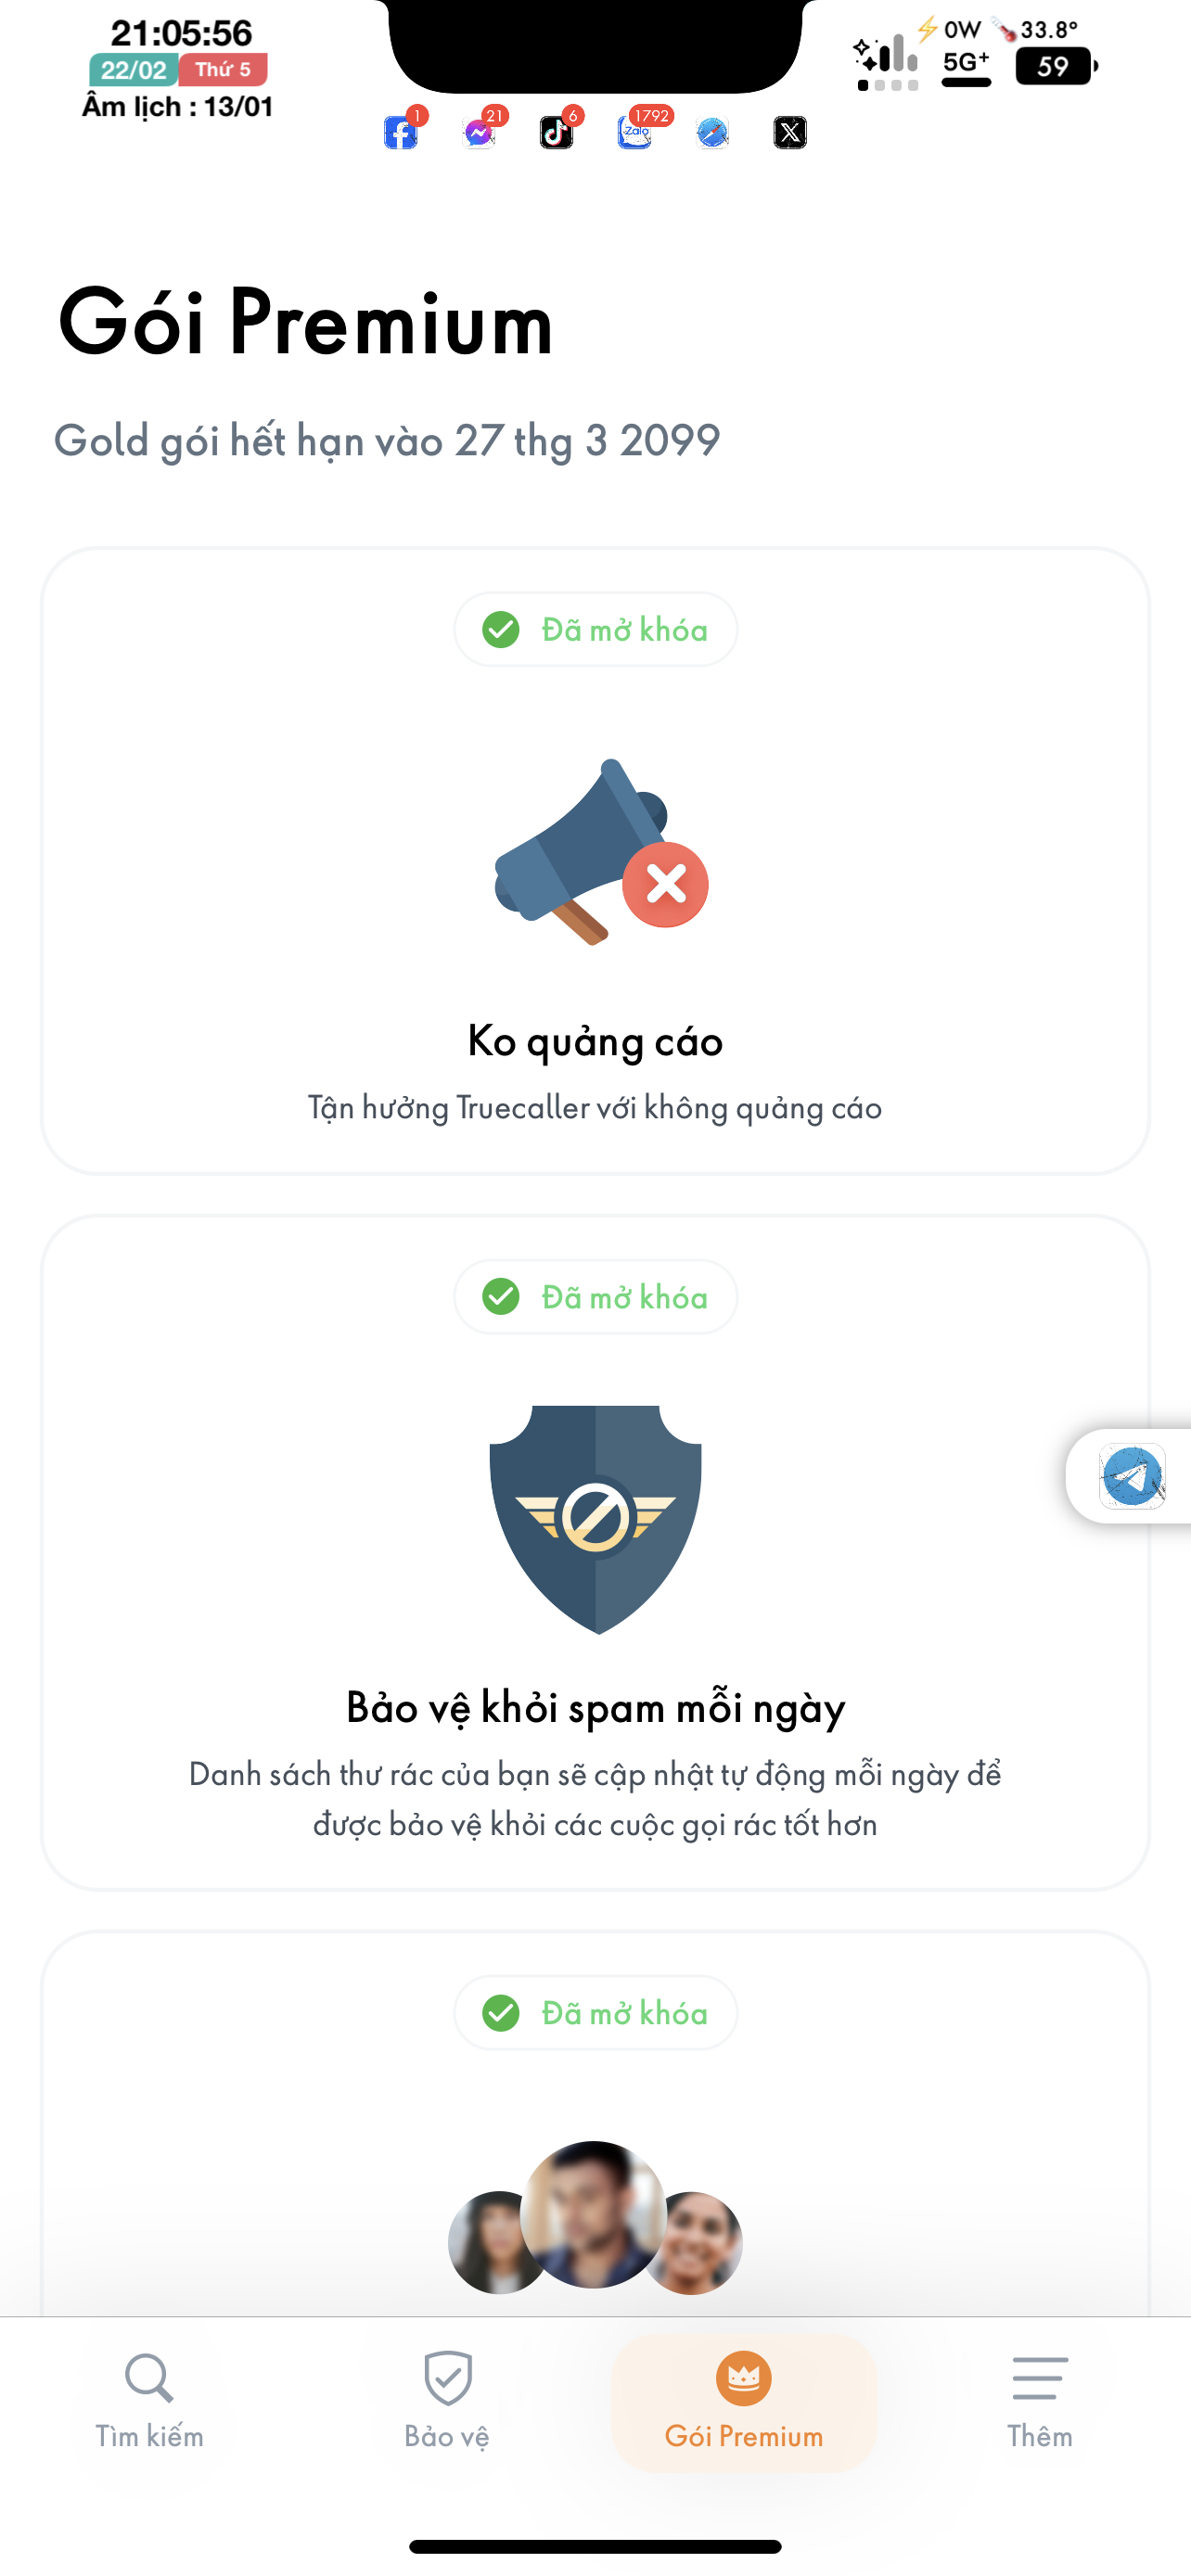 21:05:56
22/02 Thứ 5
Âm lịch : 13/01
⚡0W 🌡️33.8°
5G+ 59
1 21 6 1792
Zalo
Gói Premium
Gold gói hết hạn vào 27 thg 3 2099
Đã mở khóa
Ko quảng cáo
Tận hưởng Truecaller với không quảng cáo
Đã mở khóa
Bảo vệ khỏi spam mỗi ngày
Danh sách thư rác của bạn sẽ cập nhật tự động mỗi ngày để
được bảo vệ khỏi các cuộc gọi rác tốt hơn
Đã mở khóa
Tìm kiếm Bảo vệ Gói Premium Thêm